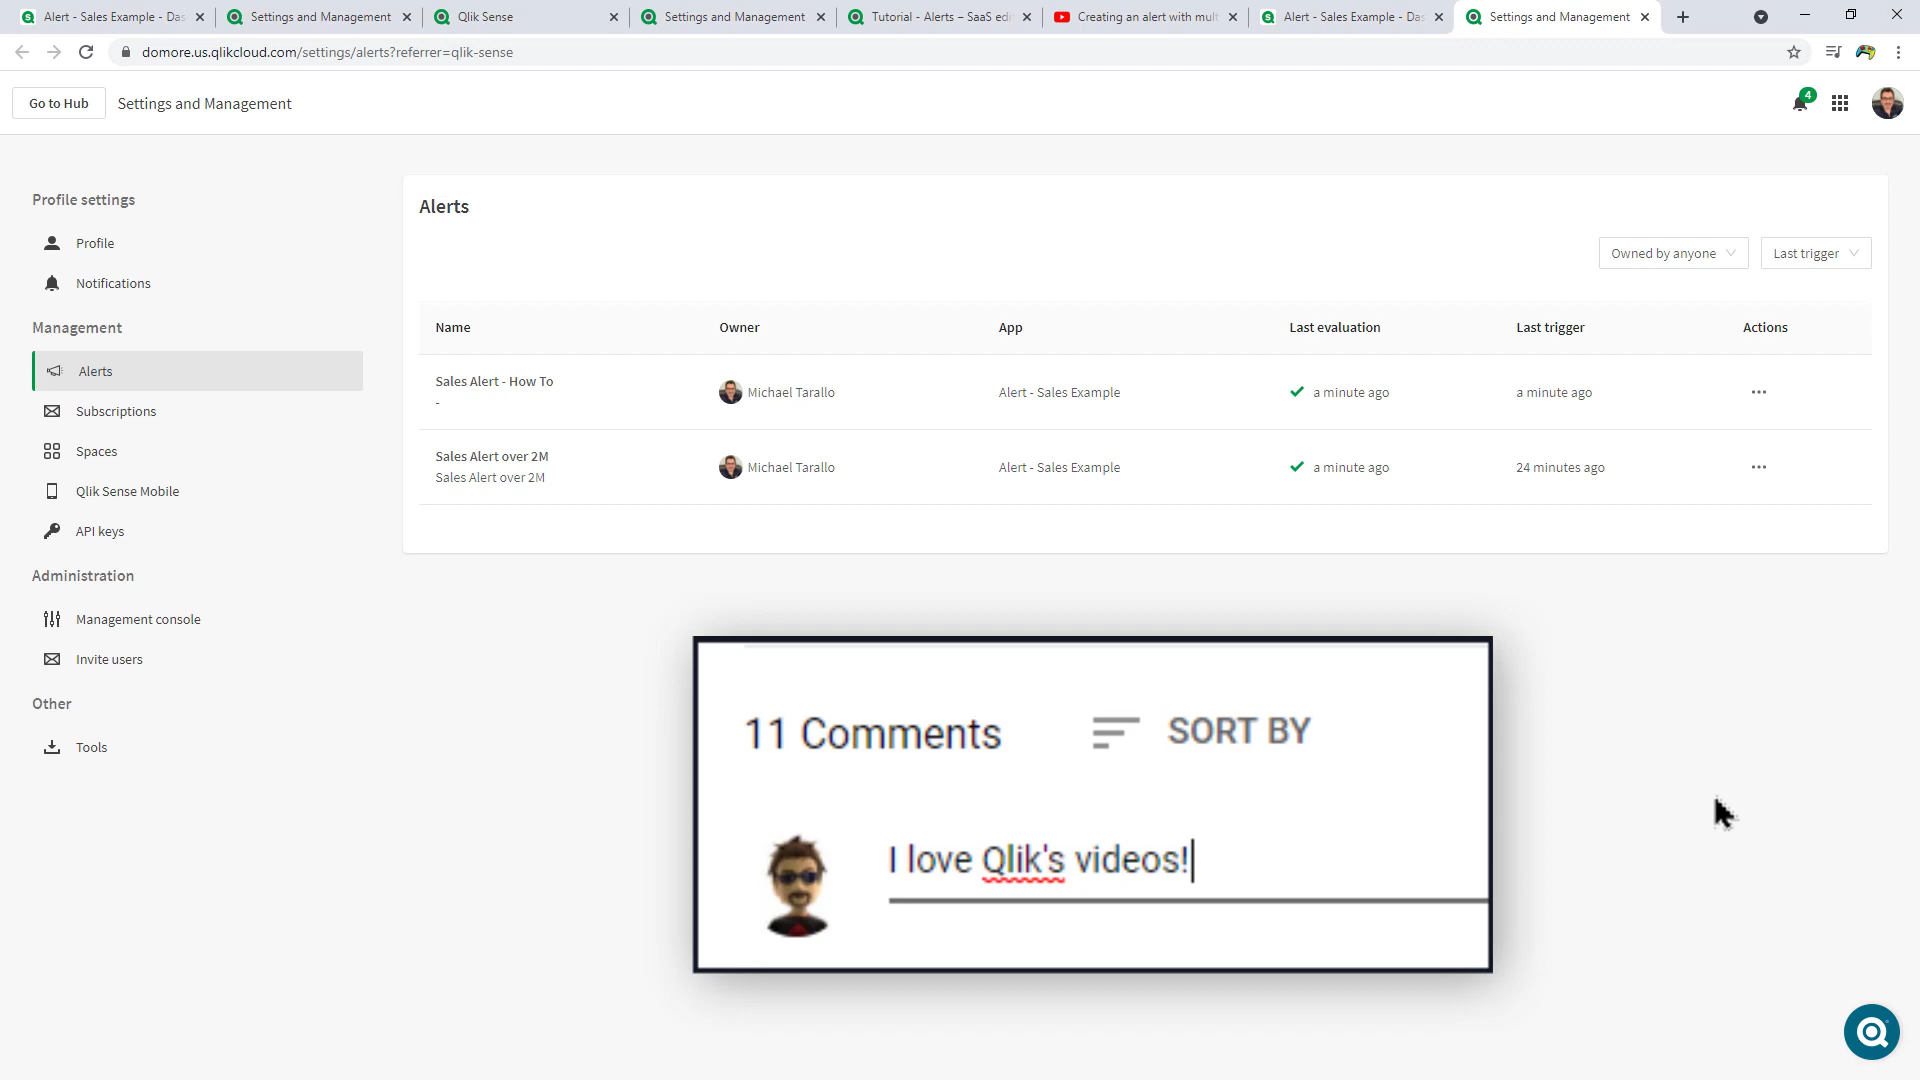 Alert - Sales Example - Das
Settings and Management
Qlik Sense
Settings and Management
Tutorial - Alerts – SaaS edi
Creating an alert with mult
Alert - Sales Example - Das
Settings and Management
domore.us.qlikcloud.com/settings/alerts?referrer=qlik-sense
Go to Hub
Settings and Management
4
Profile settings
Profile
Notifications
Management
Alerts
Subscriptions
Spaces
Qlik Sense Mobile
API keys
Administration
Management console
Invite users
Other
Tools
Alerts
Owned by anyone
Last trigger
Name Owner App Last evaluation Last trigger Actions
Sales Alert - How To
-
Michael Tarallo Alert - Sales Example a minute ago a minute ago
Sales Alert over 2M
Sales Alert over 2M
Michael Tarallo Alert - Sales Example a minute ago 24 minutes ago
11 Comments SORT BY
I love Qlik's videos!